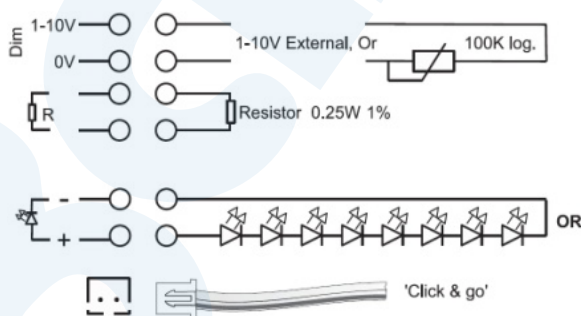 Dim
1-10V
1-10V External, Or
100K log.
0V
R
Resistor 0.25W 1%
-
+
OR
'Click & go'